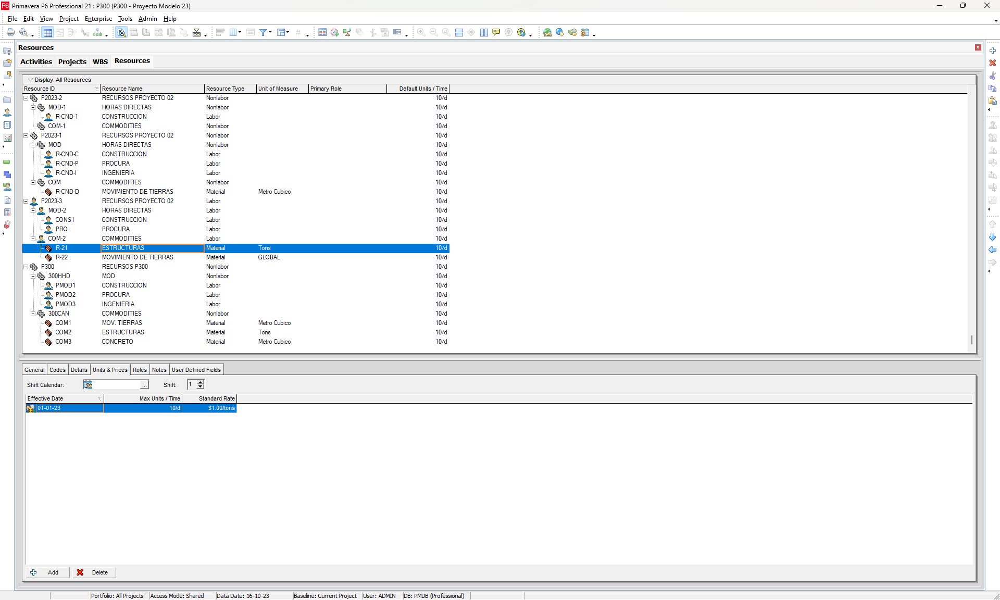 P6 Primavera P6 Professional 21 : P300 (P300 - Proyecto Modelo 23)
File Edit View Project Enterprise Tools Admin Help
Resources
Activities Projects WBS Resources
Display: All Resources
Resource ID Resource Name Resource Type Unit of Measure Primary Role Default Units / Time
P2023-2 RECURSOS PROYECTO 02 Nonlabor 10/d
MOD-1 HORAS DIRECTAS Nonlabor 10/d
R-CND-1 CONSTRUCCION Labor 10/d
COM-1 COMMODITIES Nonlabor 10/d
P2023-1 RECURSOS PROYECTO 02 Nonlabor 10/d
MOD HORAS DIRECTAS Nonlabor 10/d
R-CND-C CONSTRUCCION Labor 10/d
R-CND-P PROCURA Labor 10/d
R-CND-I INGENIERIA Labor 10/d
COM COMMODITIES Nonlabor 10/d
R-CND-D MOVIMIENTO DE TIERRAS Material Metro Cubico 10/d
P2023-3 RECURSOS PROYECTO 02 Labor 10/d
MOD-2 HORAS DIRECTAS Labor 10/d
CONS1 CONSTRUCCION Labor 10/d
PRO PROCURA Labor 10/d
COM-2 COMMODITIES Labor 10/d
R-21 ESTRUCTURAS Material Tons 10/d
R-22 MOVIMIENTO DE TIERRAS Material GLOBAL 10/d
P300 RECURSOS P300 Nonlabor 10/d
300HHD MOD Nonlabor 10/d
PMOD1 CONSTRUCCION Labor 10/d
PMOD2 PROCURA Labor 10/d
PMOD3 INGENIERIA Labor 10/d
300CAN COMMODITIES Nonlabor 10/d
COM1 MOV. TIERRAS Material Metro Cubico 10/d
COM2 ESTRUCTURAS Material Tons 10/d
COM3 CONCRETO Material Metro Cubico 10/d
General Codes Details Units & Prices Roles Notes User Defined Fields
Shift Calendar: ... Shift: 1
Effective Date Max Units / Time Standard Rate
01-01-23 10/d $1.00/tons
Add Delete
Portfolio: All Projects Access Mode: Shared Data Date: 16-10-23 Baseline: Current Project User: ADMIN DB: PMDB (Professional)